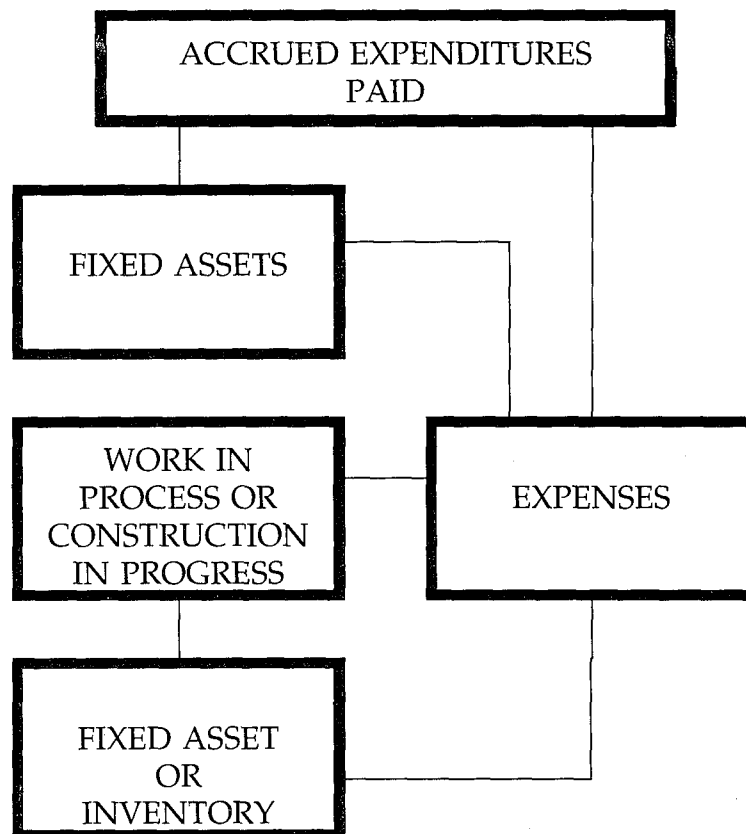 ACCRUED EXPENDITURES
PAID
FIXED ASSETS
WORK IN
PROCESS OR
CONSTRUCTION
IN PROGRESS
EXPENSES
FIXED ASSET
OR
INVENTORY